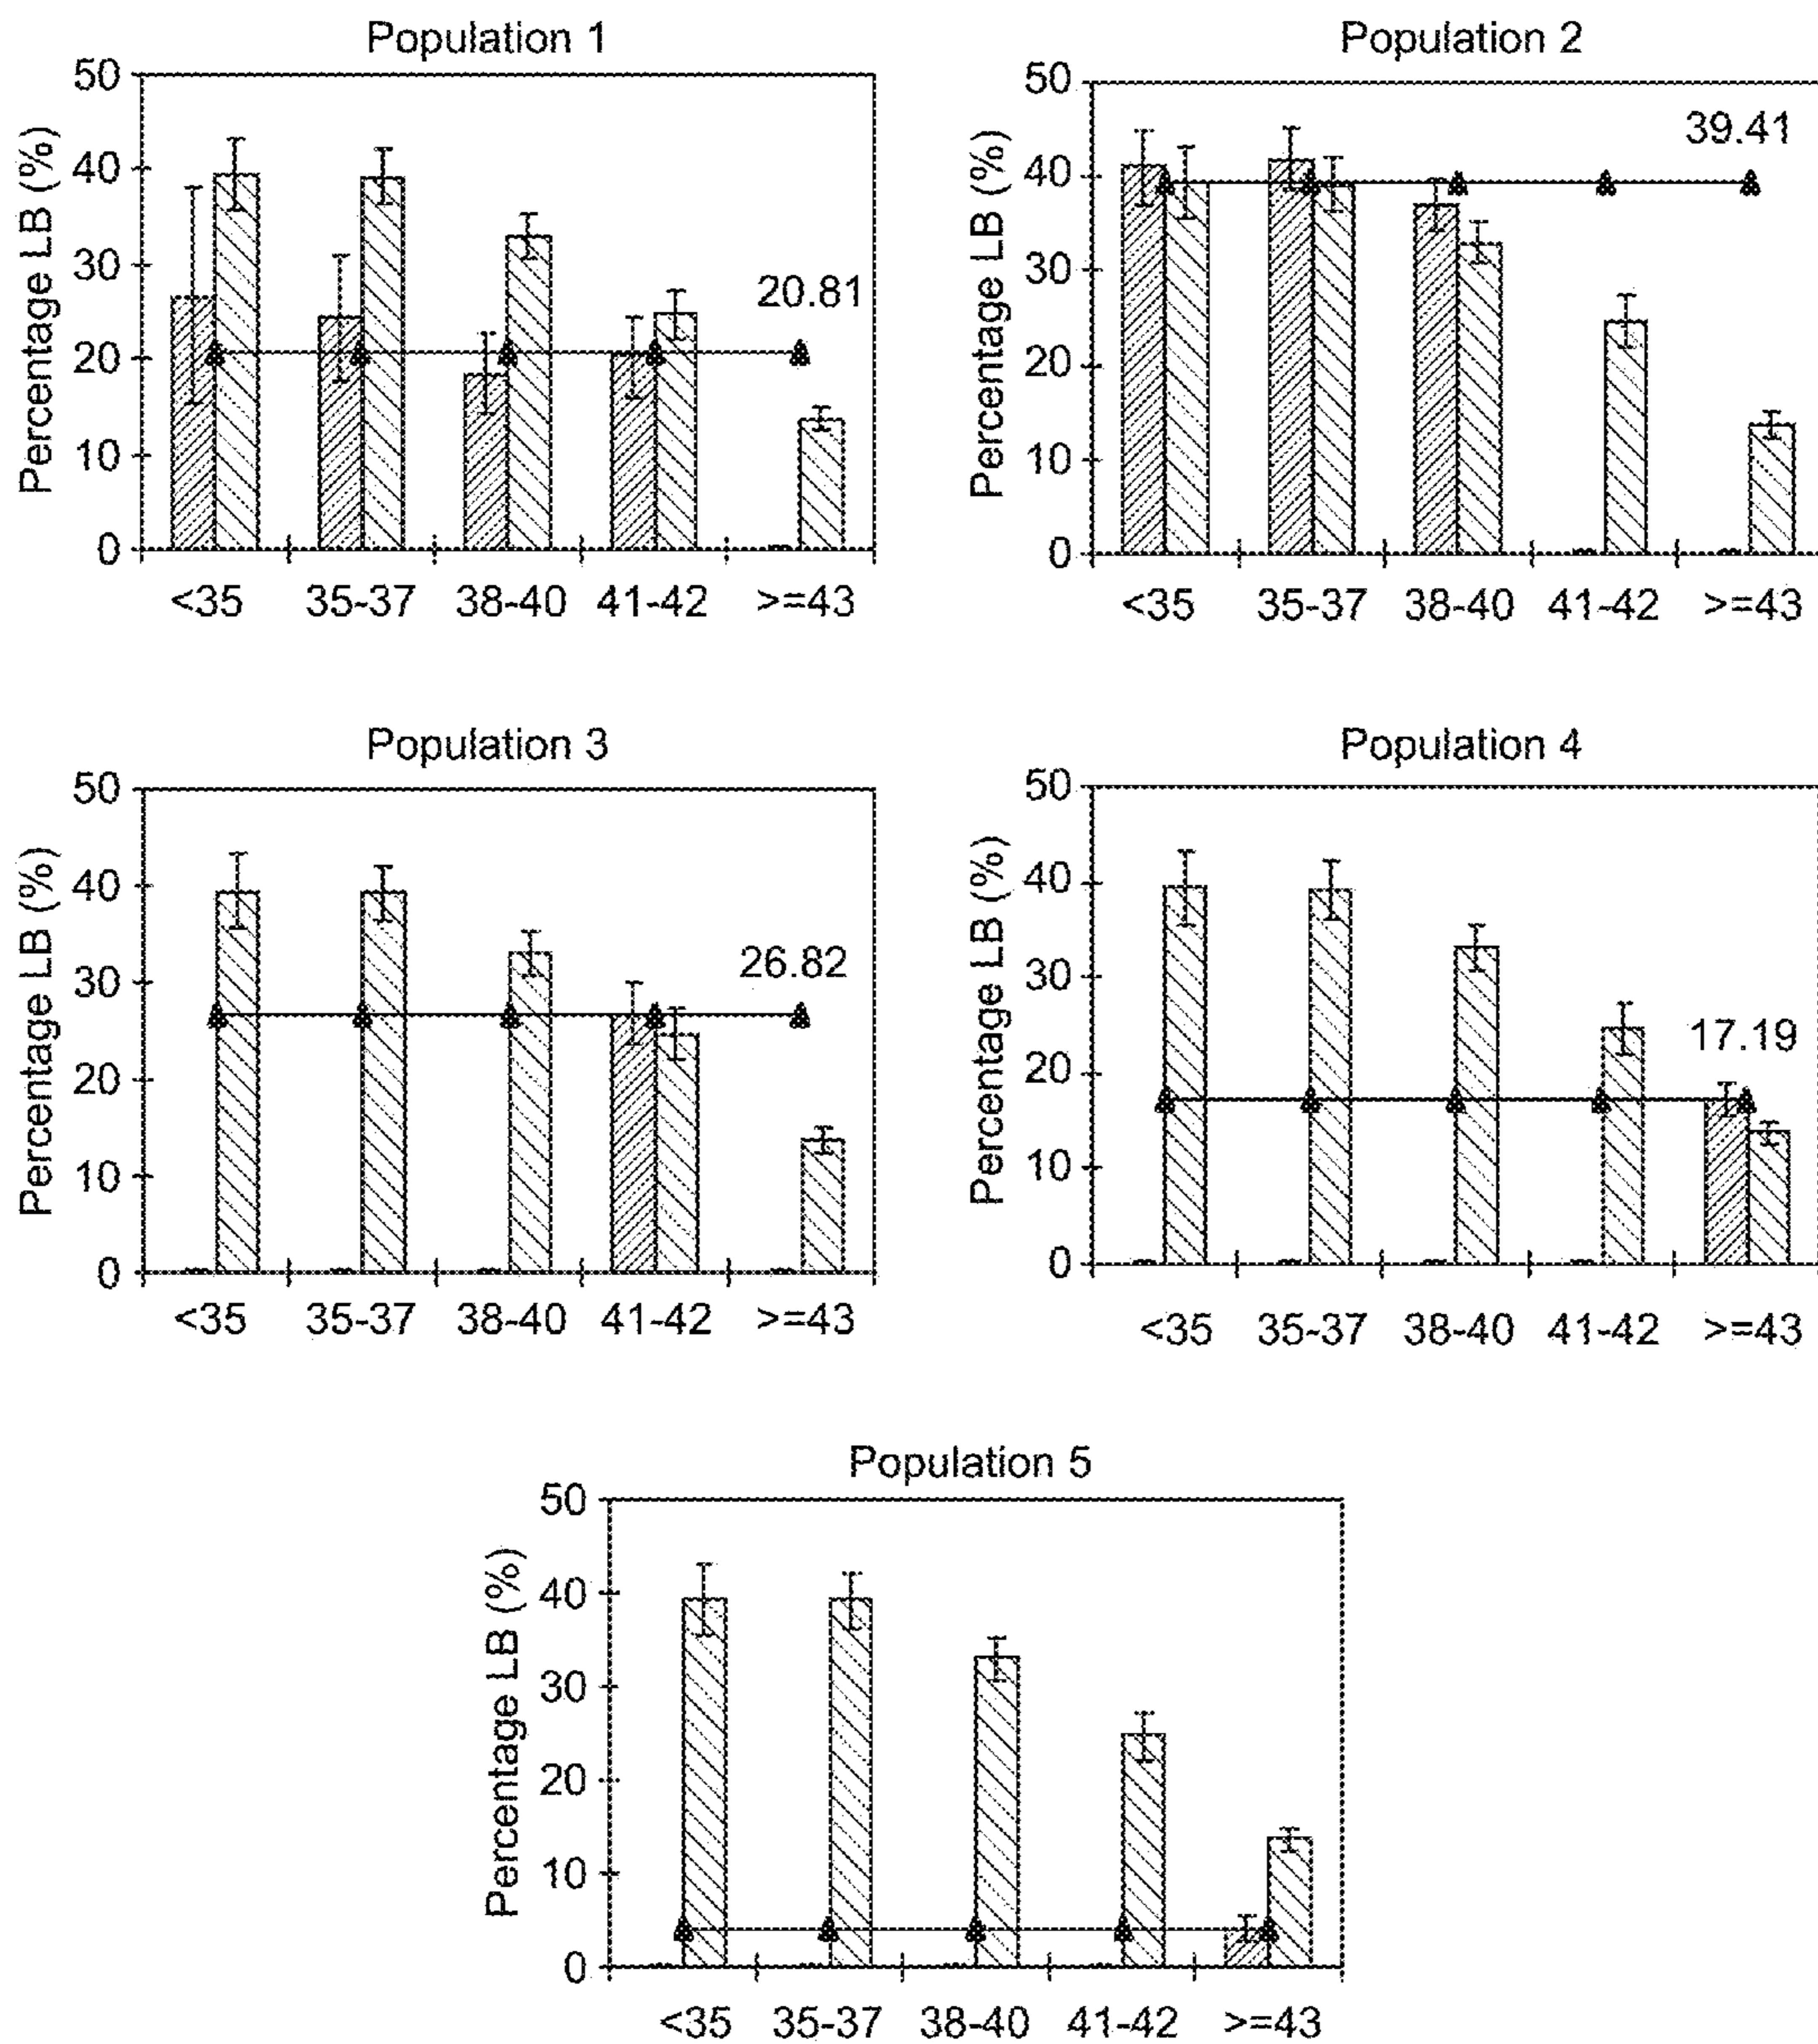 Population 1
Percentage LB (%)
50
40
30
20
10
0
20.81
<35 35-37 38-40 41-42 >=43
Population 2
Percentage LB (%)
50
40
30
20
10
0
39.41
<35 35-37 38-40 41-42 >=43
Population 3
Percentage LB (%)
50
40
30
20
10
0
26.82
<35 35-37 38-40 41-42 >=43
Population 4
Percentage LB (%)
50
40
30
20
10
0
17.19
<35 35-37 38-40 41-42 >=43
Population 5
Percentage LB (%)
50
40
30
20
10
0
<35 35-37 38-40 41-42 >=43